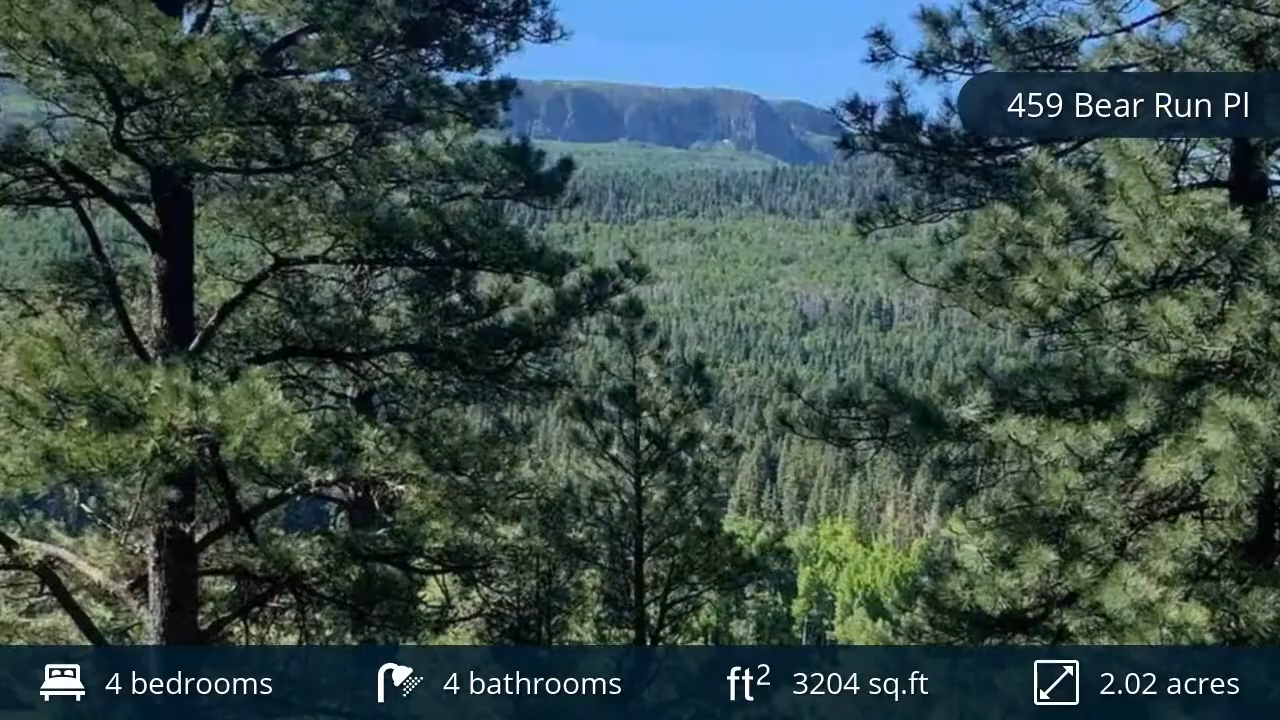 459 Bear Run Pl
4 bedrooms
4 bathrooms
ft² 3204 sq.ft
2.02 acres